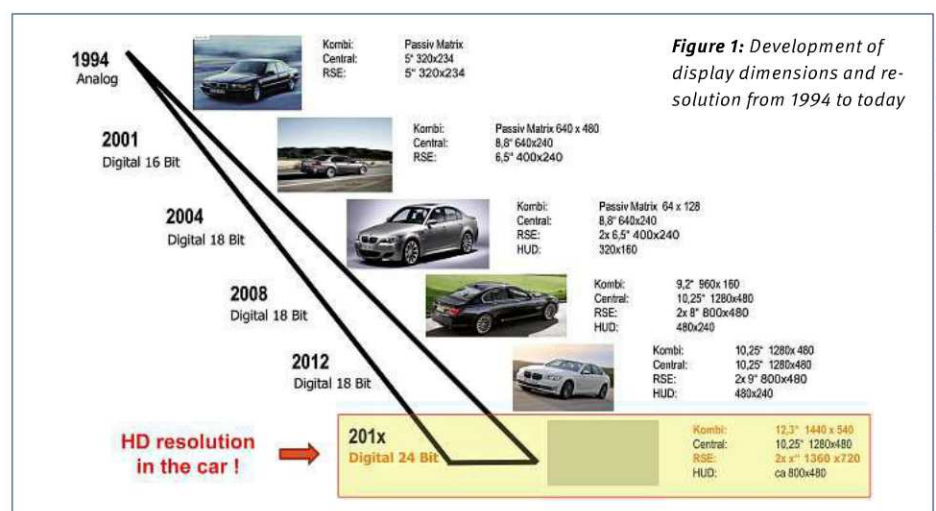 Figure 1: Development of
display dimensions and re-
solution from 1994 to today
1994
Analog
Kombi: Passiv Matrix
Central: 5" 320x234
RSE: 5" 320x234
2001
Digital 16 Bit
Kombi: Passiv Matrix 640 x 480
Central: 8,8" 640x240
RSE: 6,5" 400x240
2004
Digital 18 Bit
Kombi: Passiv Matrix 64 x 128
Central: 8,8" 640x240
RSE: 2x 6,5" 400x240
HUD: 320x160
2008
Digital 18 Bit
Kombi: 9,2" 960x 160
Central: 10,25" 1280x480
RSE: 2x 8" 800x480
HUD: 480x240
2012
Digital 18 Bit
Kombi: 10,25" 1280x 480
Central: 10,25" 1280x480
RSE: 2x 9" 800x480
HUD: 480x240
HD resolution
in the car !
201x
Digital 24 Bit
Kombi: 12,3" 1440 x 540
Central: 10,25" 1280x480
RSE: 2x x" 1360 x720
HUD: ca 800x480